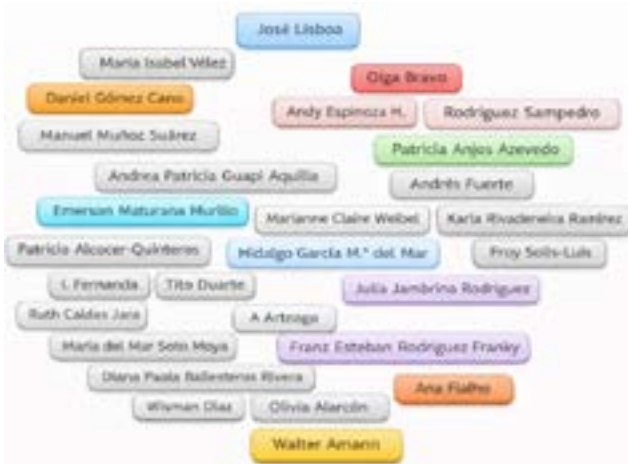 José Lisboa
María Isabel Vélez
Olga Bravo
Daniel Gómez Cano
Andy Espinoza H.
Rodríguez Sampedro
Manuel Muñoz Suárez
Patricia Anjos Azevedo
Andrea Patricia Guapi Aquilla
Andrés Fuerte
Emerson Maturana Murillo
Marianne Claire Weibel
Karla Rivadeneira Ramírez
Patricio Alcocer Quinteros
Hidalgo García M.ª del Mar
Froy Solís-Luis
I. Fernanda
Tito Duarte
Julia Jambrina Rodríguez
Ruth Caldas Jara
A Arteaga
María del Mar Soto Moya
Franz Esteban Rodríguez Franky
Diana Paola Ballesteros Rivera
Ana Fialho
Wisman Díaz
Olivia Alarcón
Walter Amann